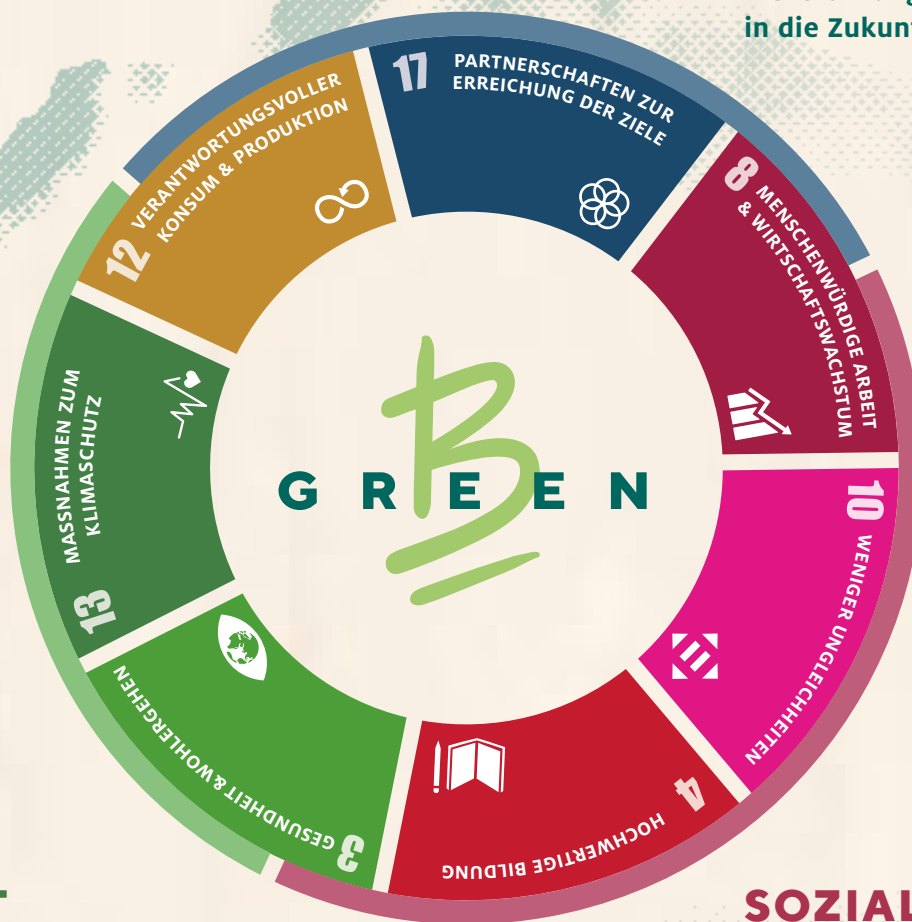 in die Zukunf
17
PARTNERSCHAFTEN ZUR
ERREICHUNG DER ZIELE
8
MENSCHENWÜRDIGE ARBEIT
& WIRTSCHAFTSWACHSTUM
10
WENIGER UNGLEICHHEITEN
4
HOCHWERTIGE BILDUNG
3
GESUNDHEIT & WOHLERGEHEN
13
MASSNAHMEN ZUM
KLIMASCHUTZ
12
VERANTWORTUNGSVOLLER
KONSUM & PRODUKTION
B
GREEN
SOZIAL